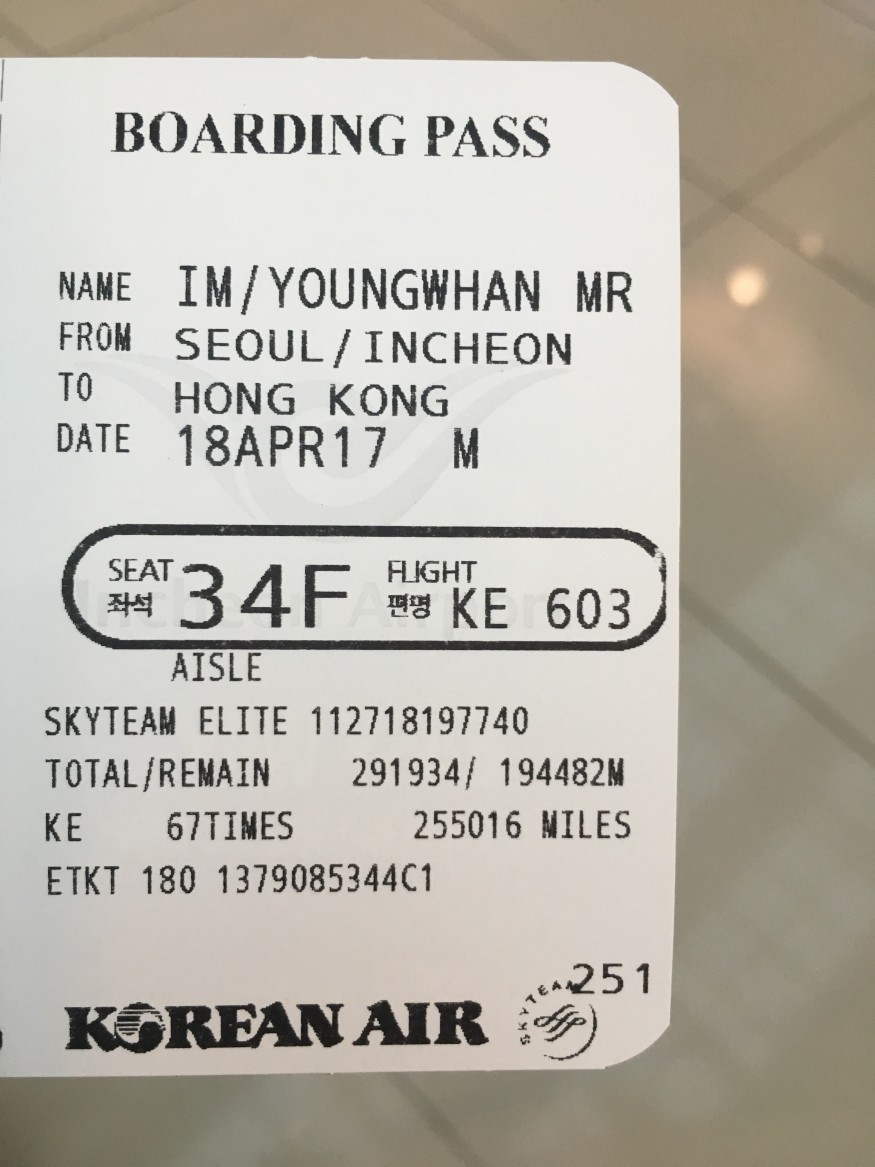 BOARDING PASS
NAME IM/YOUNGWHAN MR
FROM SEOUL/INCHEON
TO HONG KONG
DATE 18APR17 M
SEAT 좌석 34F FLIGHT 편명 KE 603
Incheon Airport
AISLE
SKYTEAM ELITE 112718197740
TOTAL/REMAIN 291934/ 194482M
KE 67TIMES 255016 MILES
ETKT 180 1379085344C1
251
KOREAN AIR SKYTEAM